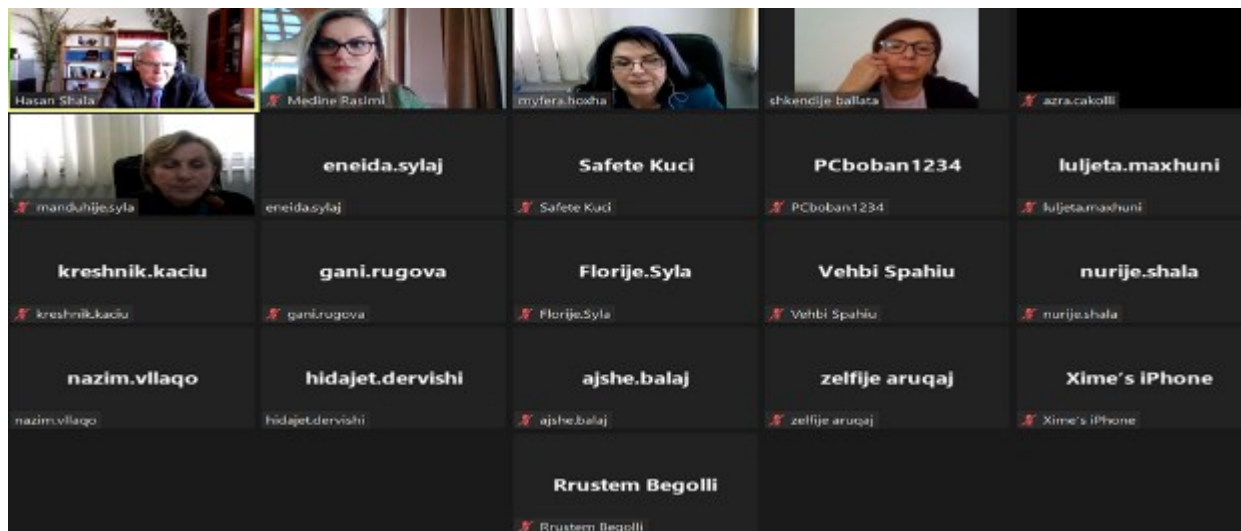 Hasan Shala
Medine Rasimi
myfera.hoxha
shkendije ballata
azra.cakolli
manduhije.syla
eneida.sylaj
eneida.sylaj
Safete Kuci
Safete Kuci
PCboban1234
PCboban1234
luljeta.maxhuni
luljeta.maxhuni
kreshnik.kaciu
kreshnik.kaciu
gani.rugova
gani.rugova
Florije.Syla
Florije.Syla
Vehbi Spahiu
Vehbi Spahiu
nurije.shala
nurije.shala
nazim.vllaqo
nazim.vllaqo
hidajet.dervishi
hidajet.dervishi
ajshe.balaj
ajshe.balaj
zelfije aruqaj
zelfije aruqaj
Xime's iPhone
Xime's iPhone
Rrustem Begolli
Rrustem Begolli